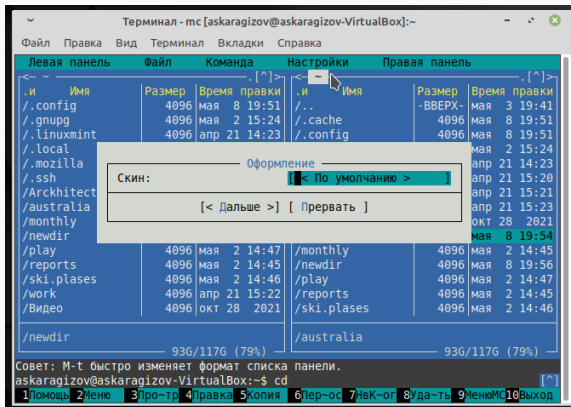 Терминал - mc [askaragizov@askaragizov-VirtualBox]:~
Файл Правка Вид Терминал Вкладки Справка
Левая панель Файл Команда Настройки Правая панель
<- ~ .[^]> <- ~ .[^]>
.и Имя Размер Время правки .и Имя Размер Время правки
/.config 4096 мая 8 19:51 /.. -ВВЕРХ- мая 3 19:41
/.gnupg 4096 мая 2 15:24 /.cache 4096 мая 8 19:51
/.linuxmint 4096 апр 21 14:23 /.config 4096 мая 8 19:51
/.local мая 2 15:24
/.mozilla Оформление апр 21 14:23
/.ssh Скин: [ < По умолчанию > ] апр 21 15:20
/Arckhitect апр 21 15:21
/australia [< Дальше >] [ Прервать ] апр 21 15:23
/monthly окт 28 2021
/newdir мая 8 19:54
/play 4096 мая 2 14:47 /monthly 4096 мая 2 14:45
/reports 4096 мая 2 14:45 /newdir 4096 мая 8 19:56
/ski.plases 4096 мая 2 14:46 /play 4096 мая 2 14:47
/work 4096 апр 21 15:22 /reports 4096 мая 2 14:45
/Видео 4096 окт 28 2021 /ski.plases 4096 мая 2 14:46
/newdir /australia
93G/117G (79%) 93G/117G (79%)
Совет: M-t быстро изменяет формат списка панели.
askaragizov@askaragizov-VirtualBox:~$ cd [^]
1Помощь 2Меню 3Про~тр 4Правка 5Копия 6Пер~ос 7НвК~ог 8Уда~ть 9МенюMC 10Выход